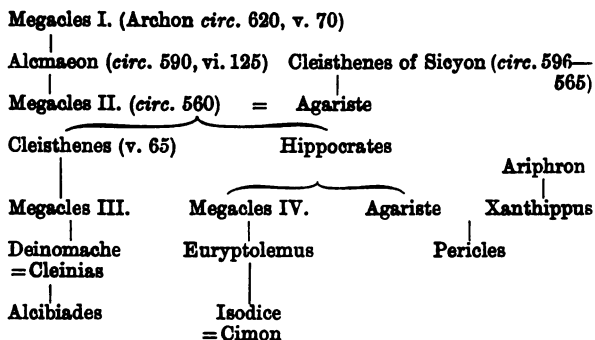 Megacles I. (Archon circ. 620, v. 70)
Alcmaeon (circ. 590, vi. 125) Cleisthenes of Sicyon (circ. 596—
565)
Megacles II. (circ. 560) = Agariste
Cleisthenes (v. 65) Hippocrates
Ariphron
Megacles III. Megacles IV. Agariste Xanthippus
Deinomache Euryptolemus Pericles
=Cleinias
Alcibiades Isodice
=Cimon